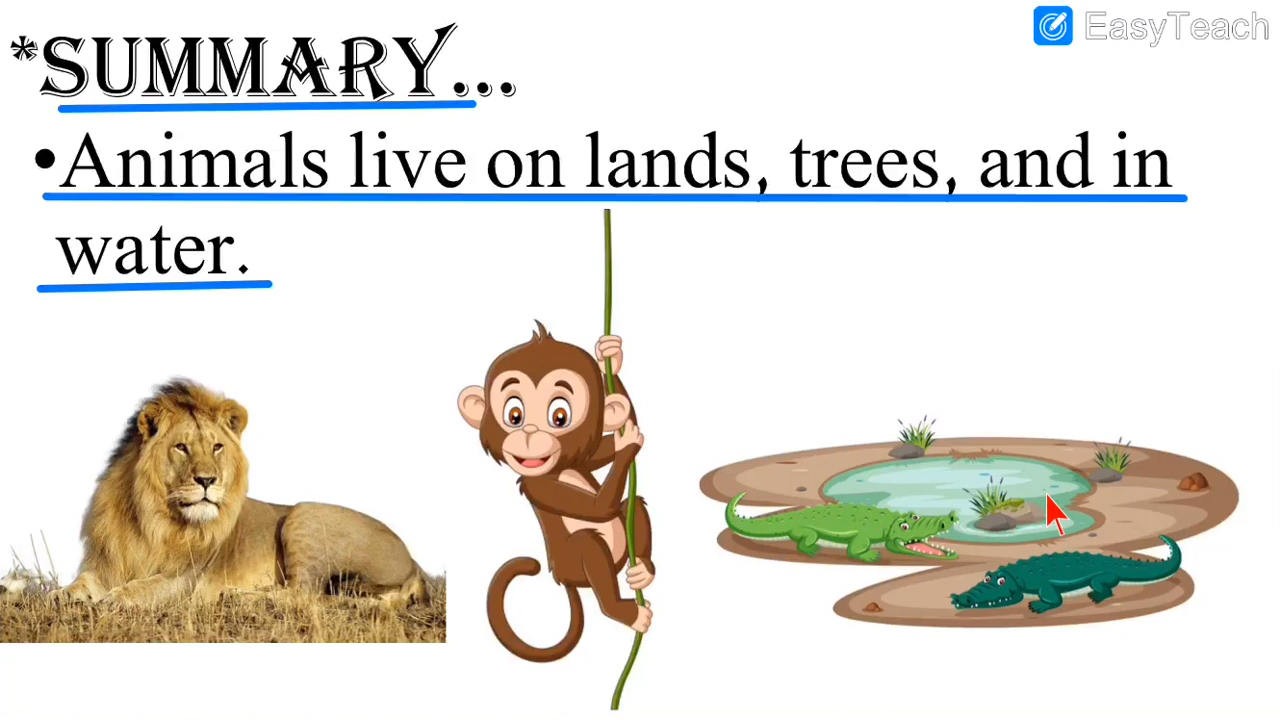 EasyTeach
*SUMMARY...
•Animals live on lands, trees, and in
water.